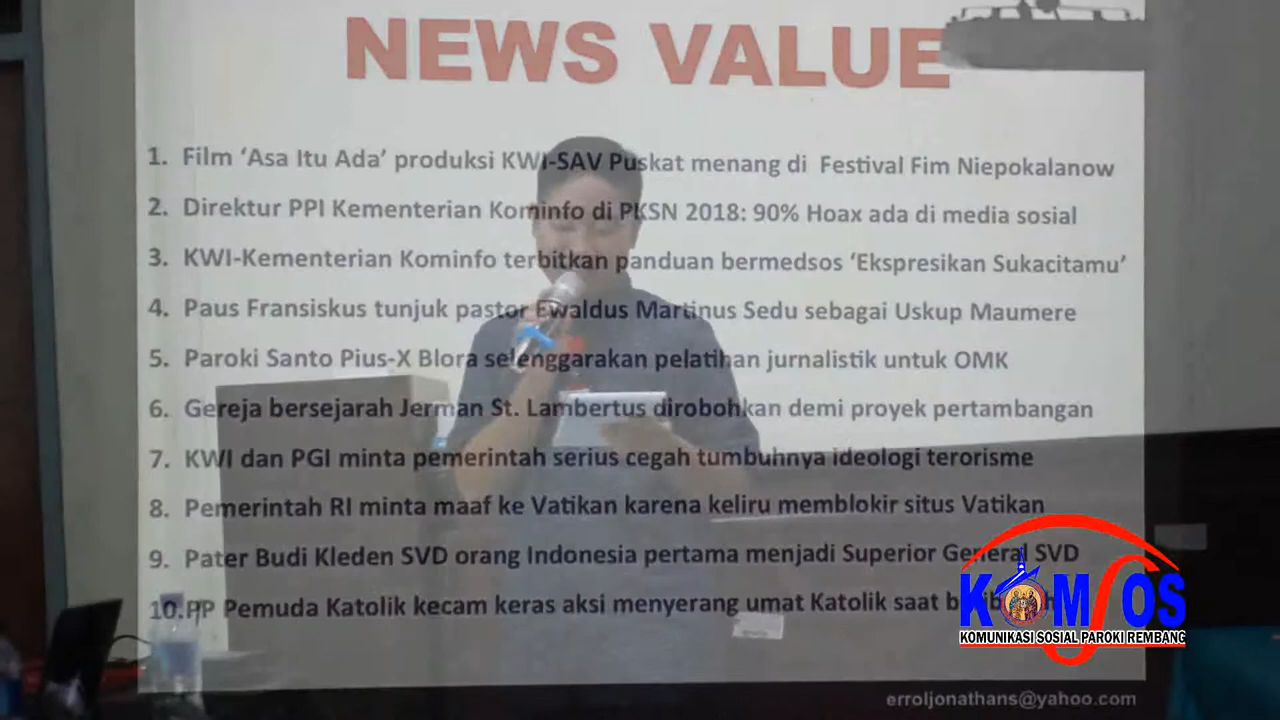 NEWS VALUE
1. Film ‘Asa Itu Ada’ produksi KWI-SAV Puskat menang di Festival Fim Niepokalanow
2. Direktur PPI Kementerian Kominfo di PKSN 2018: 90% Hoax ada di media sosial
3. KWI-Kementerian Kominfo terbitkan panduan bermedsos ‘Ekspresikan Sukacitamu’
4. Paus Fransiskus tunjuk pastor Ewaldus Martinus Sedu sebagai Uskup Maumere
5. Paroki Santo Pius-X Blora selenggarakan pelatihan jurnalistik untuk OMK
6. Gereja bersejarah Jerman St. Lambertus dirobohkan demi proyek pertambangan
7. KWI dan PGI minta pemerintah serius cegah tumbuhnya ideologi terorisme
8. Pemerintah RI minta maaf ke Vatikan karena keliru memblokir situs Vatikan
9. Pater Budi Kleden SVD orang Indonesia pertama menjadi Superior General SVD
10. PP Pemuda Katolik kecam keras aksi menyerang umat Katolik saat
KOMSOS
KOMUNIKASI SOSIAL PAROKI REMBANG
erroljonathans@yahoo.com